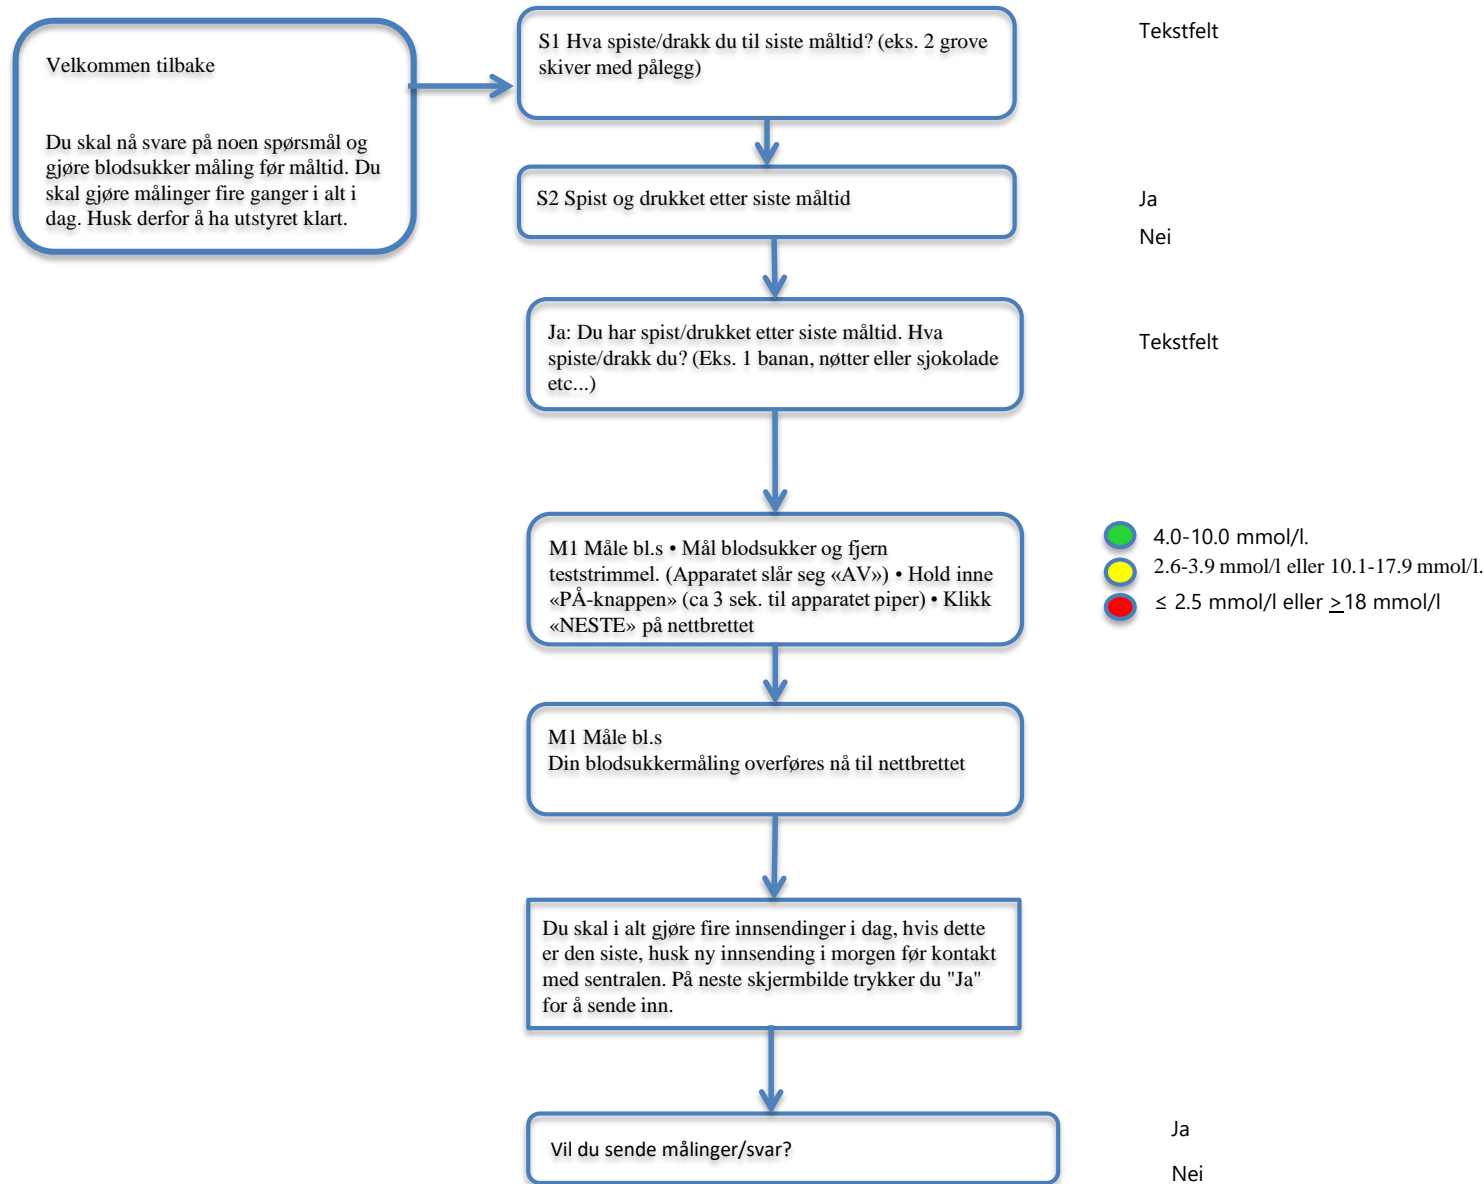 Velkommen tilbake
Du skal nå svare på noen spørsmål og
gjøre blodsukker måling før måltid. Du
skal gjøre målinger fire ganger i alt i
dag. Husk derfor å ha utstyret klart.
S1 Hva spiste/drakk du til siste måltid? (eks. 2 grove
skiver med pålegg)
Tekstfelt
S2 Spist og drukket etter siste måltid
Ja
Nei
Ja: Du har spist/drukket etter siste måltid. Hva
spiste/drakk du? (Eks. 1 banan, nøtter eller sjokolade
etc...)
Tekstfelt
M1 Måle bl.s • Mål blodsukker og fjern
teststrimmel. (Apparatet slår seg «AV») • Hold inne
«PÅ-knappen» (ca 3 sek. til apparatet piper) • Klikk
«NESTE» på nettbrettet
4.0-10.0 mmol/l.
2.6-3.9 mmol/l eller 10.1-17.9 mmol/l.
≤ 2.5 mmol/l eller ≥18 mmol/l
M1 Måle bl.s
Din blodsukkermåling overføres nå til nettbrettet
Du skal i alt gjøre fire innsendinger i dag, hvis dette
er den siste, husk ny innsending i morgen før kontakt
med sentralen. På neste skjermbilde trykker du "Ja"
for å sende inn.
Vil du sende målinger/svar?
Ja
Nei